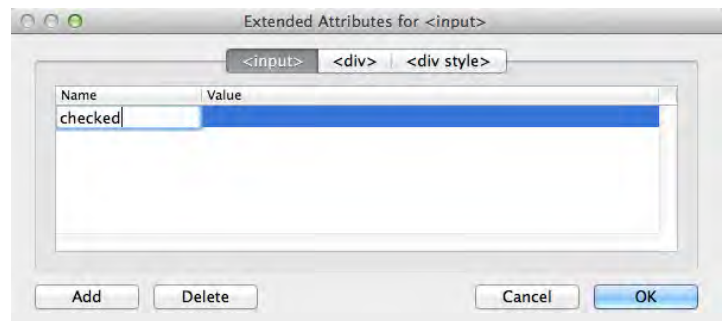 Extended Attributes for <input>
<input> <div> <div style>
Name Value
checked
Add Delete Cancel OK